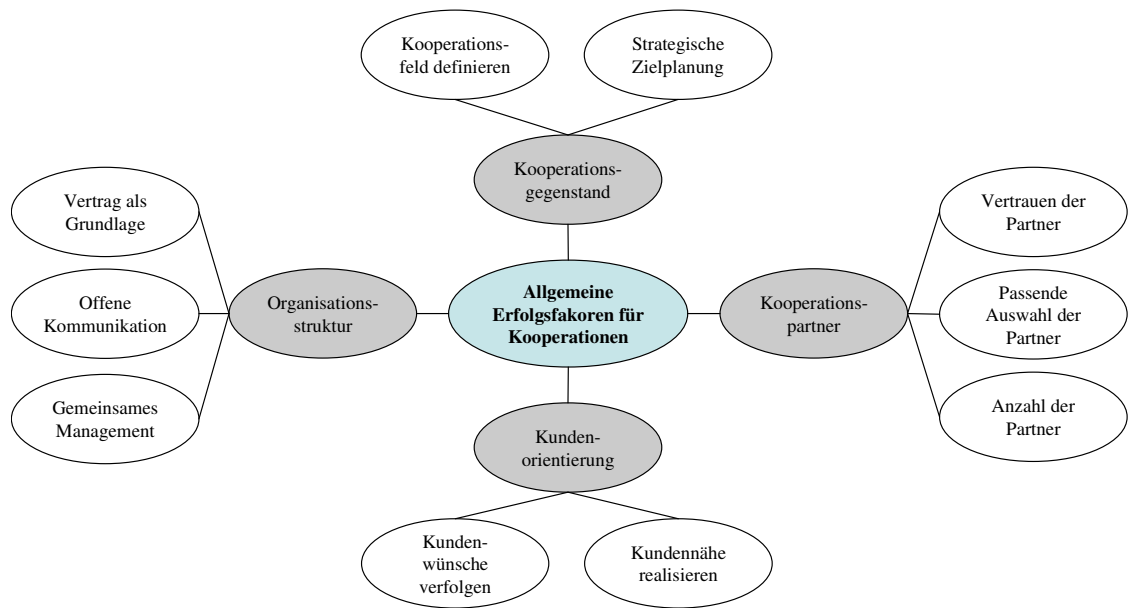 Kooperations-
feld definieren
Strategische
Zielplanung
Kooperations-
gegenstand
Vertrag als
Grundlage
Offene
Kommunikation
Gemeinsames
Management
Organisations-
struktur
Allgemeine
Erfolgsfakoren für
Kooperationen
Kooperations-
partner
Vertrauen der
Partner
Passende
Auswahl der
Partner
Anzahl der
Partner
Kunden-
orientierung
Kunden-
wünsche
verfolgen
Kundennähe
realisieren